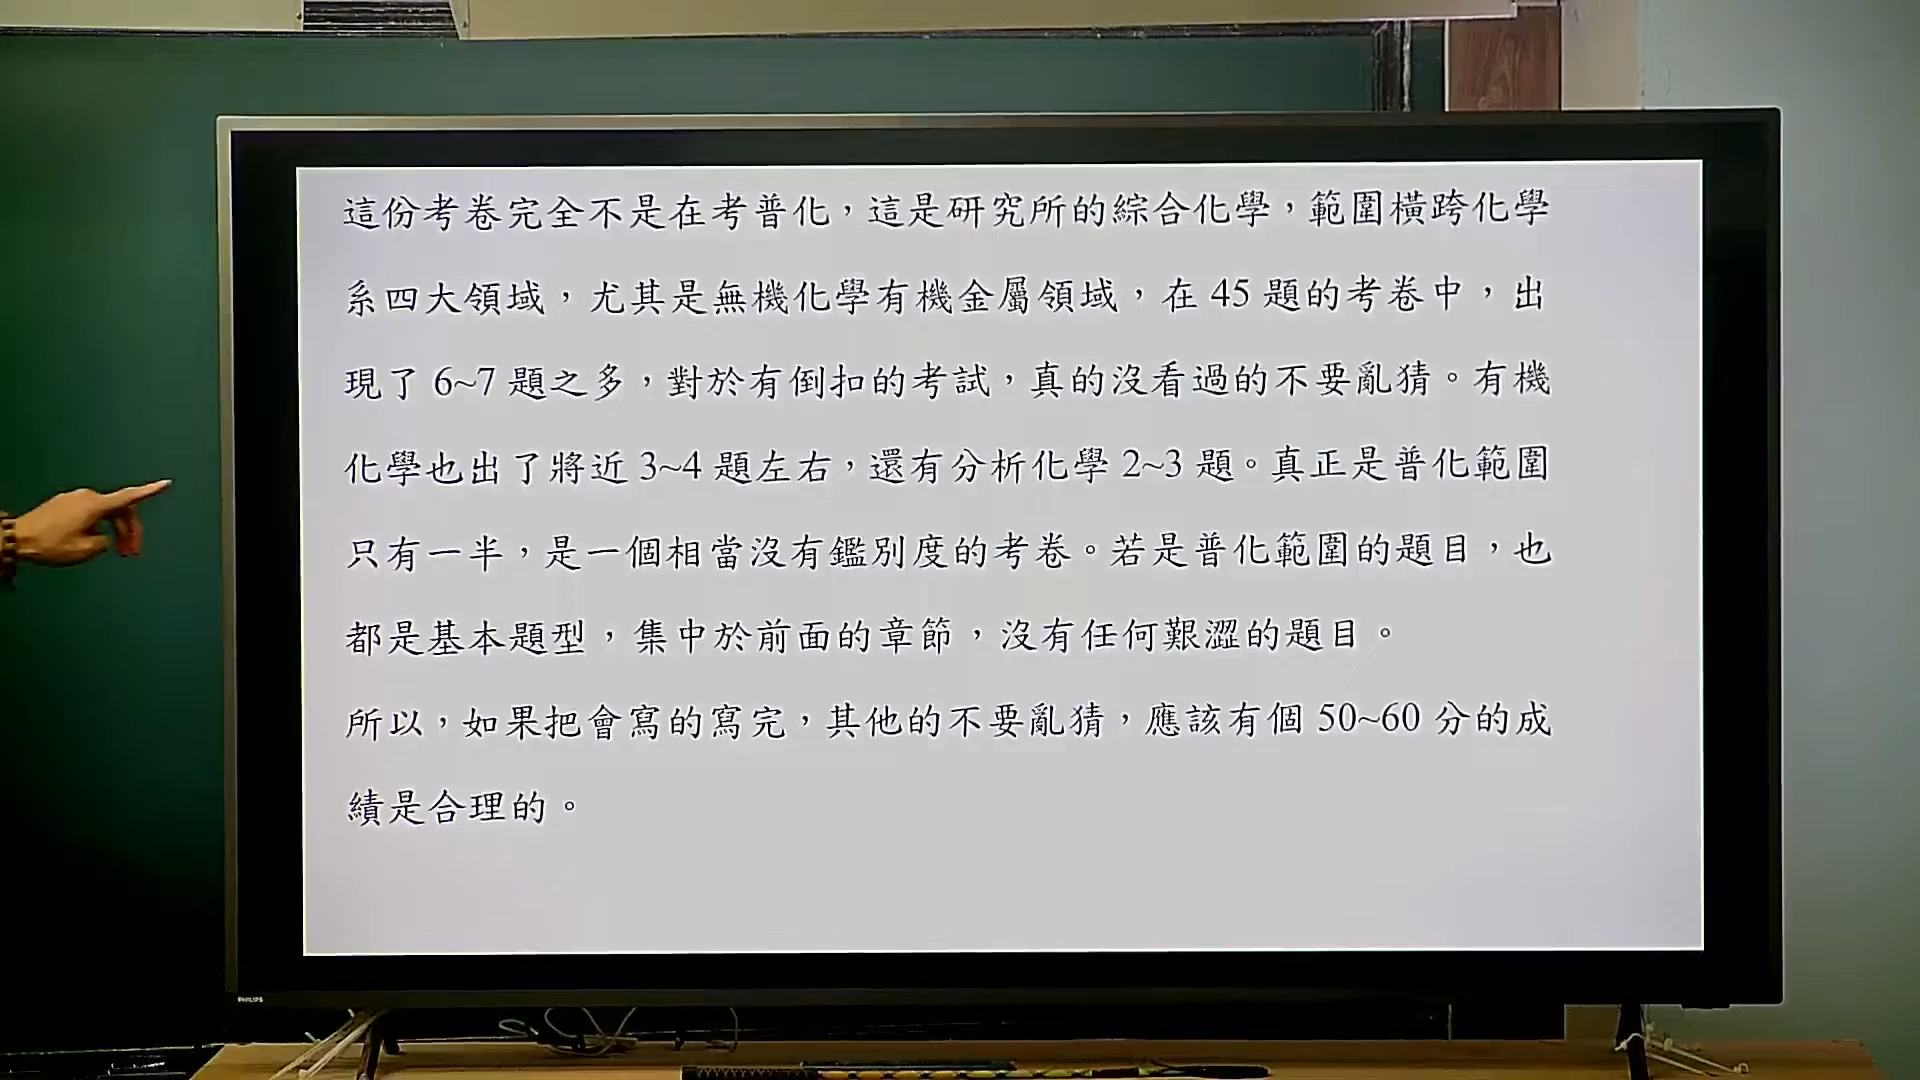 這份考卷完全不是在考普化，這是研究所的綜合化學，範圍橫跨化學
系四大領域，尤其是無機化學有機金屬領域，在 45 題的考卷中，出
現了 6~7 題之多，對於有倒扣的考試，真的沒看過的不要亂猜。有機
化學也出了將近 3~4 題左右，還有分析化學 2~3 題。真正是普化範圍
只有一半，是一個相當沒有鑑別度的考卷。若是普化範圍的題目，也
都是基本題型，集中於前面的章節，沒有任何艱澀的題目。
所以，如果把會寫的寫完，其他的不要亂猜，應該有個 50~60 分的成
績是合理的。
PHILIPS